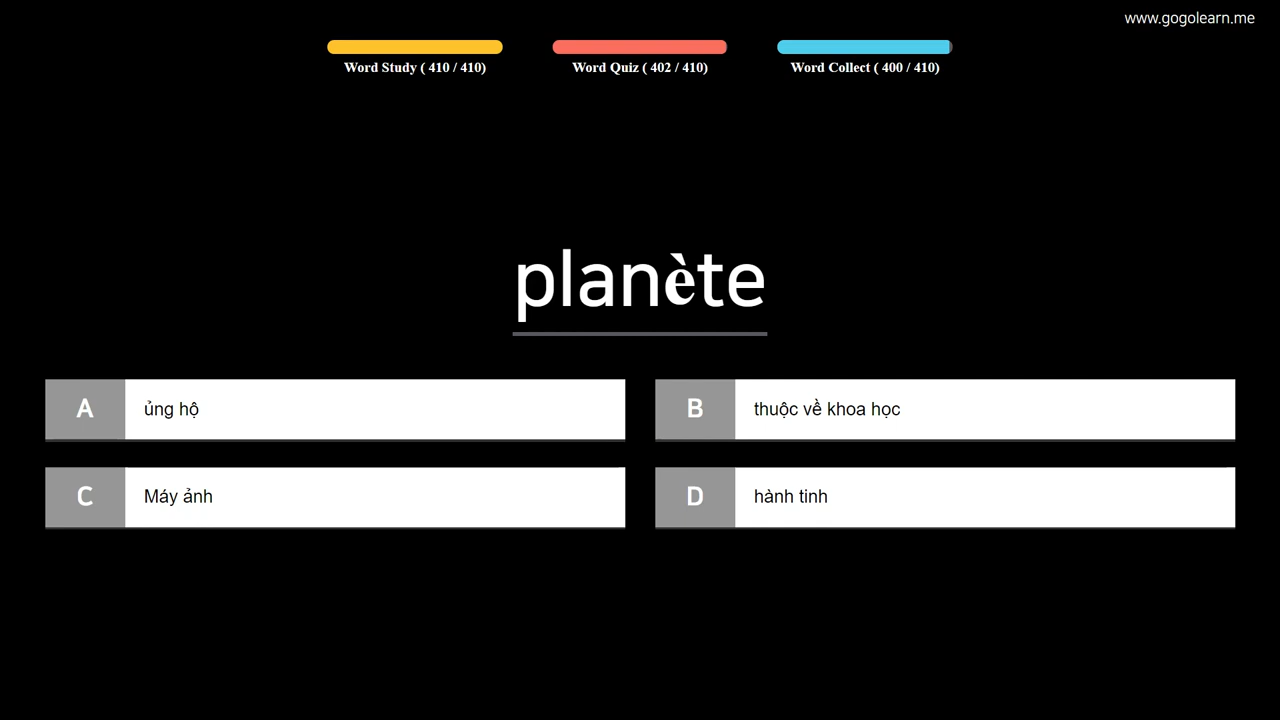 www.gogolearn.me
Word Study ( 410 / 410)
Word Quiz ( 402 / 410)
Word Collect ( 400 / 410)
planète
A
ủng hộ
B
thuộc về khoa học
C
Máy ảnh
D
hành tinh